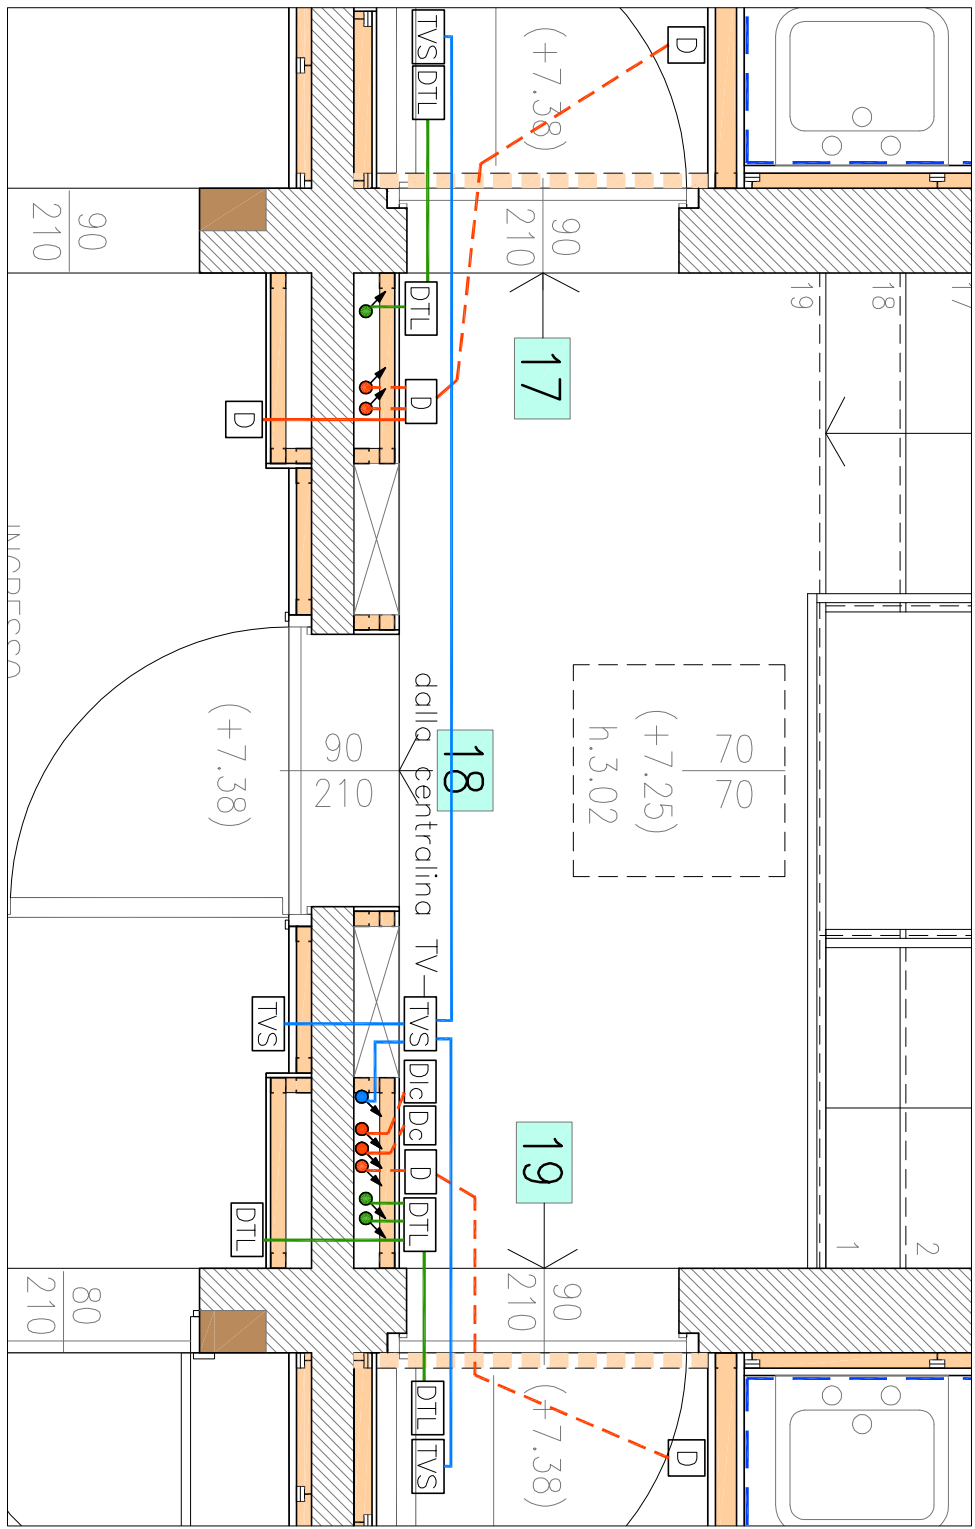 TVS
DTL
(+7.38)
D
90
210
90
210
DTL
D
D
17
19
18
17
INGRESSO
(+7.38)
90
210
dalla centralina TV
18
70
70
(+7.25)
h.3.02
TVS
TVS
DIc
Dc
D
DTL
DTL
19
1
2
80
210
90
210
DTL
TVS
(+7.38)
D